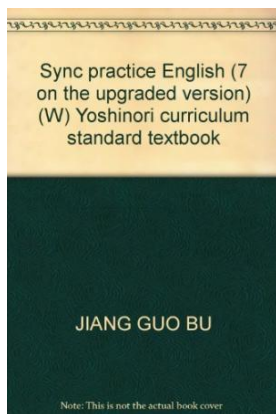 Sync practice English (7
on the upgraded version)
(W) Yoshinori curriculum
standard textbook
JIANG GUO BU
Note: This is not the actual book cover